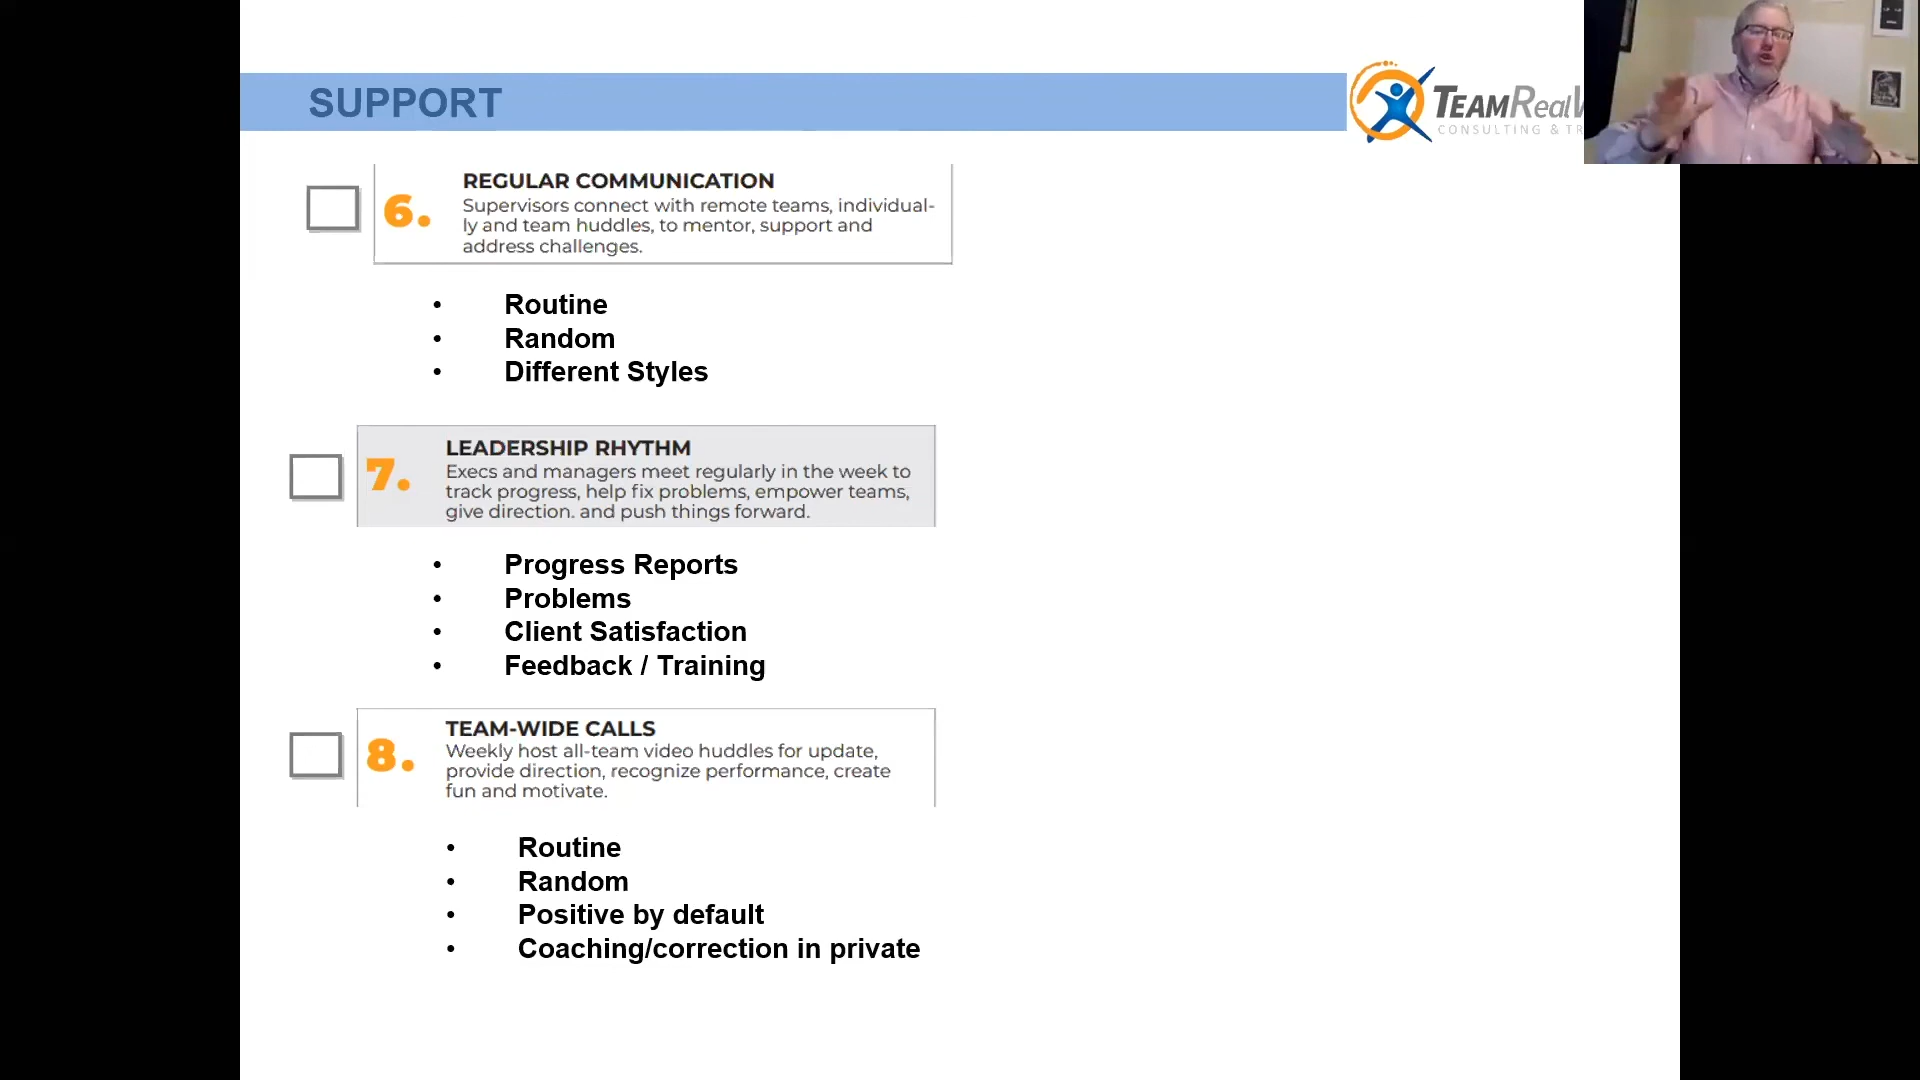 SUPPORT
TEAMReal
CONSULTING & TR
6.
REGULAR COMMUNICATION
Supervisors connect with remote teams, individual-
ly and team huddles, to mentor, support and
address challenges.
• Routine
• Random
• Different Styles
7.
LEADERSHIP RHYTHM
Execs and managers meet regularly in the week to
track progress, help fix problems, empower teams,
give direction. and push things forward.
• Progress Reports
• Problems
• Client Satisfaction
• Feedback / Training
8.
TEAM-WIDE CALLS
Weekly host all-team video huddles for update,
provide direction, recognize performance, create
fun and motivate.
• Routine
• Random
• Positive by default
• Coaching/correction in private